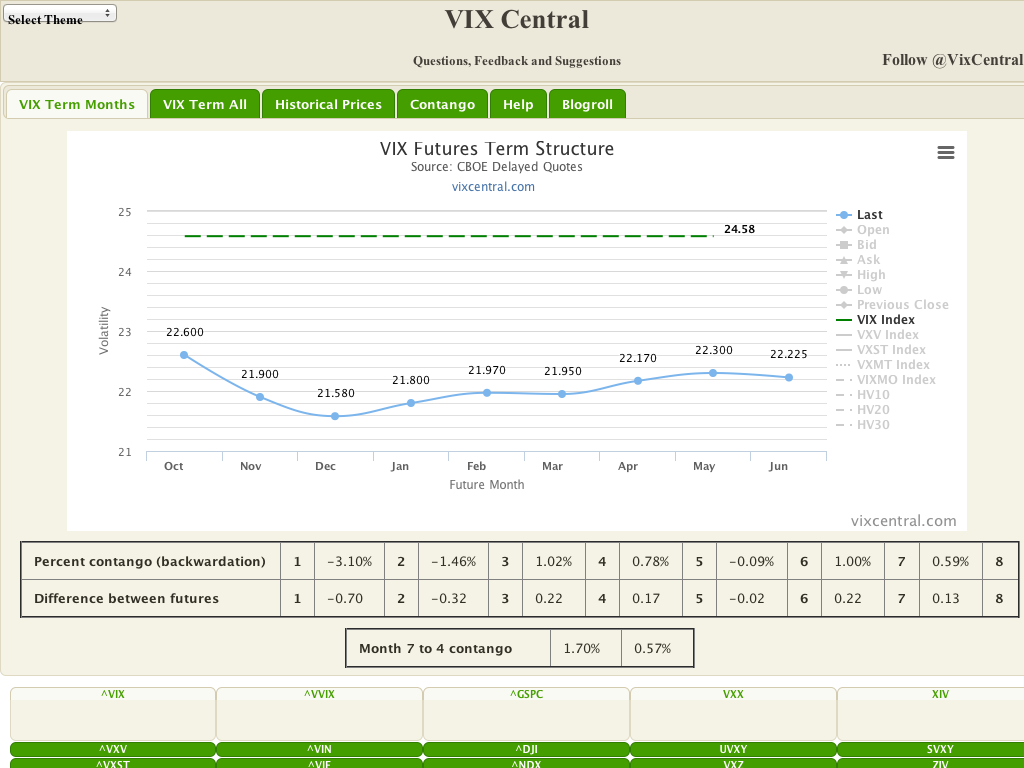 Select Theme
VIX Central
Questions, Feedback and Suggestions
Follow @VixCentral
VIX Term Months VIX Term All Historical Prices Contango Help Blogroll
VIX Futures Term Structure
Source: CBOE Delayed Quotes
vixcentral.com
25
24
23
22
21
Volatility
24.58
22.600
21.900
21.580
21.800
21.970
21.950
22.170
22.300
22.225
Oct Nov Dec Jan Feb Mar Apr May Jun
Future Month
Last
Open
Bid
Ask
High
Low
Previous Close
VIX Index
VXV Index
VXST Index
VXMT Index
VIXMO Index
HV10
HV20
HV30
vixcentral.com
Percent contango (backwardation) 1 -3.10% 2 -1.46% 3 1.02% 4 0.78% 5 -0.09% 6 1.00% 7 0.59% 8
Difference between futures 1 -0.70 2 -0.32 3 0.22 4 0.17 5 -0.02 6 0.22 7 0.13 8
Month 7 to 4 contango 1.70% 0.57%
^VIX ^VVIX ^GSPC VXX XIV
^VXV ^VIN ^DJI UVXY SVXY
^VXST ^VIF ^NDX VXZ ZIV